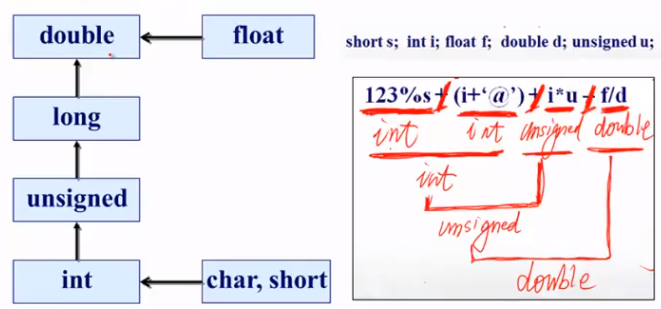 double
float
long
unsigned
int
char, short
short s; int i; float f; double d; unsigned u;
123%s + (i+‘@’) + i*u - f/d
int int unsigned double
int
unsigned
double